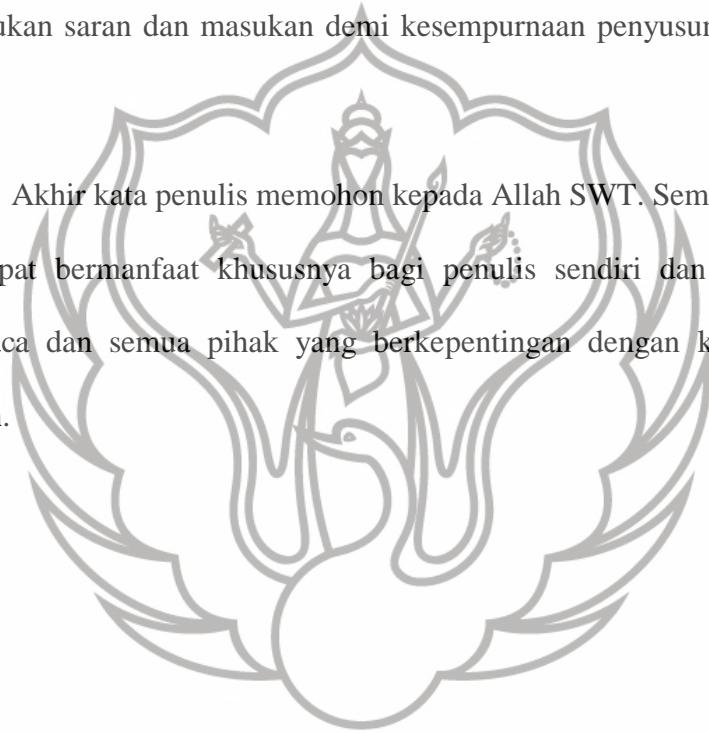 ukan saran dan masukan demi kesempurnaan penyusun
Akhir kata penulis memohon kepada Allah SWT. Sem
pat bermanfaat khususnya bagi penulis sendiri dan
ca dan semua pihak yang berkepentingan dengan k
.